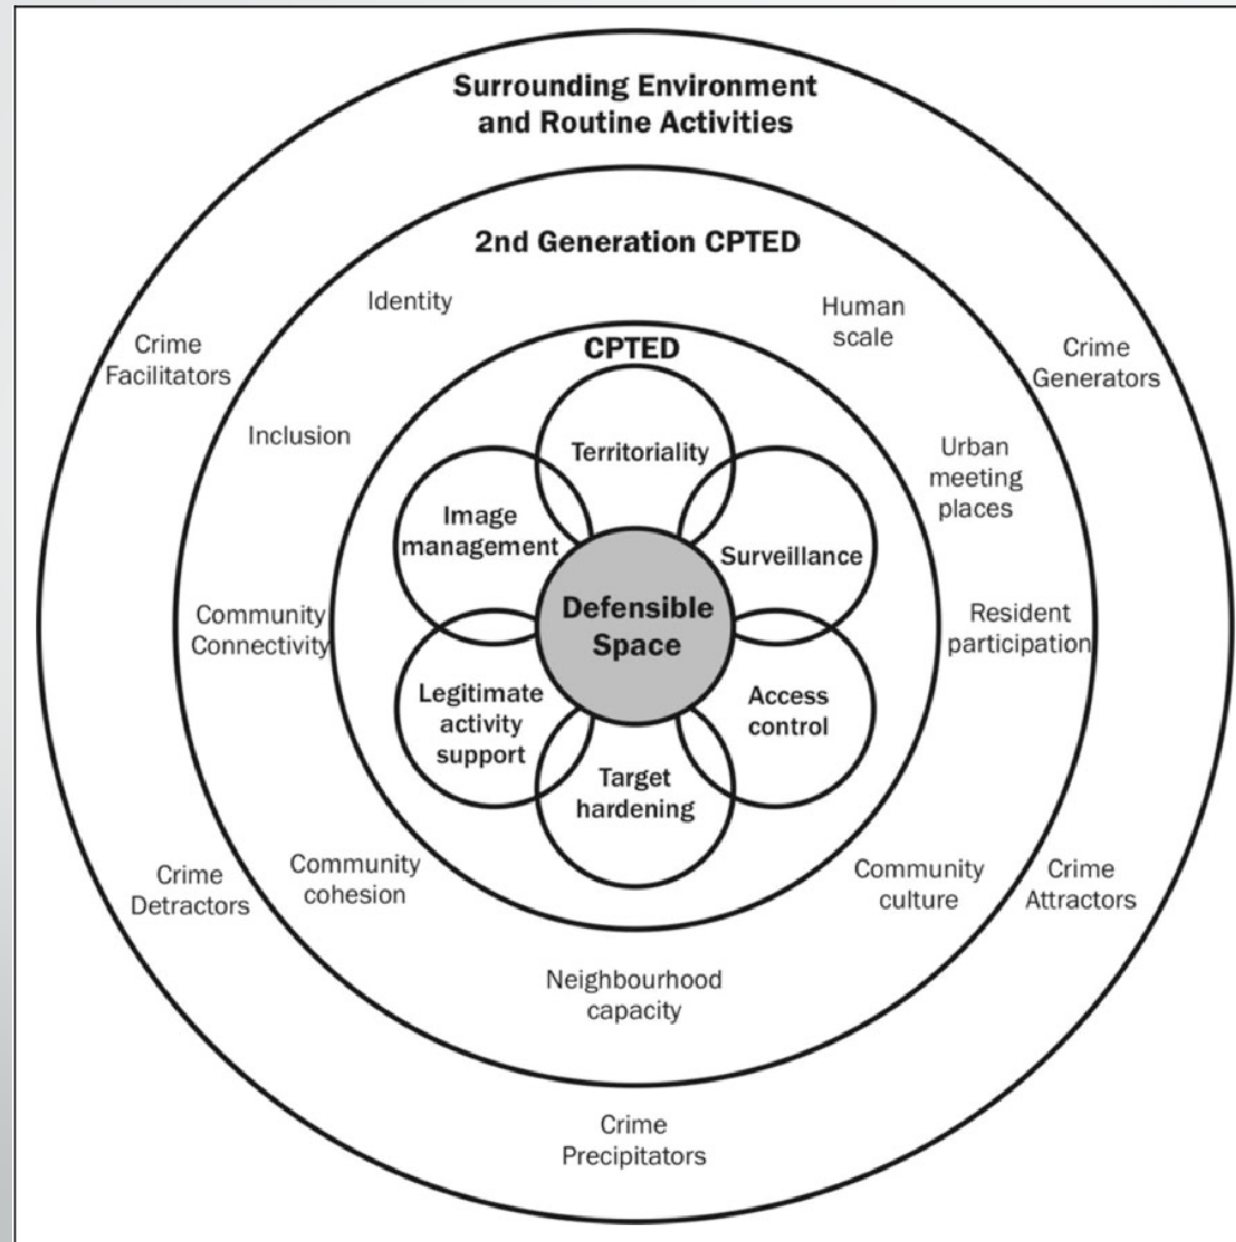 Surrounding Environment
and Routine Activities
2nd Generation CPTED
Identity
Human
scale
Crime
Facilitators
CPTED
Crime
Generators
Inclusion
Territoriality
Urban
meeting
places
Image
management
Surveillance
Defensible
Space
Community
Connectivity
Resident
participation
Legitimate
activity
support
Access
control
Target
hardening
Crime
Detractors
Community
cohesion
Community
culture
Crime
Attractors
Neighbourhood
capacity
Crime
Precipitators